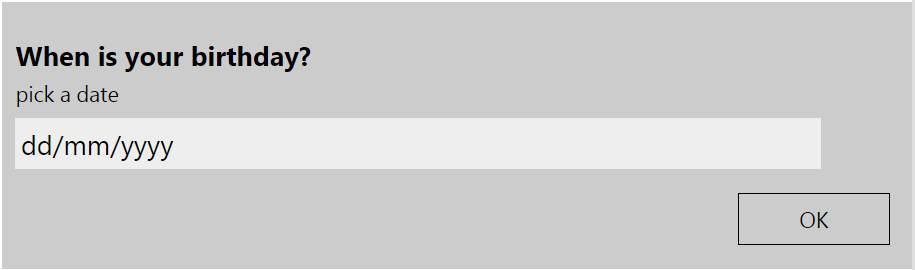 When is your birthday?
pick a date
dd/mm/yyyy
OK